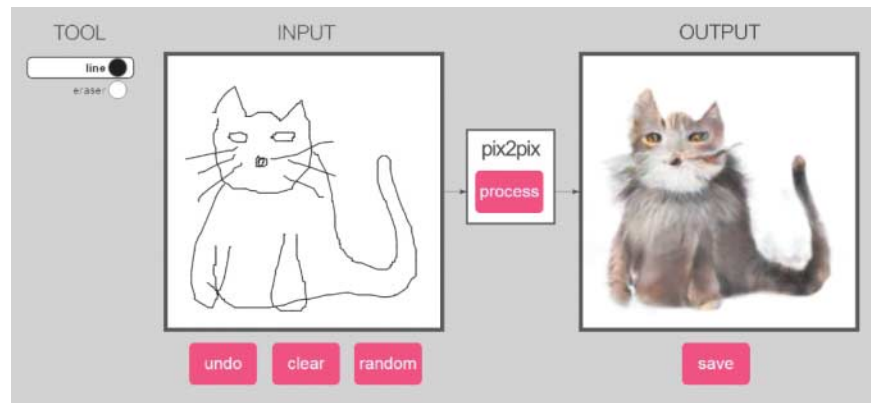 TOOL
INPUT
OUTPUT
line
eraser
pix2pix
process
undo
clear
random
save